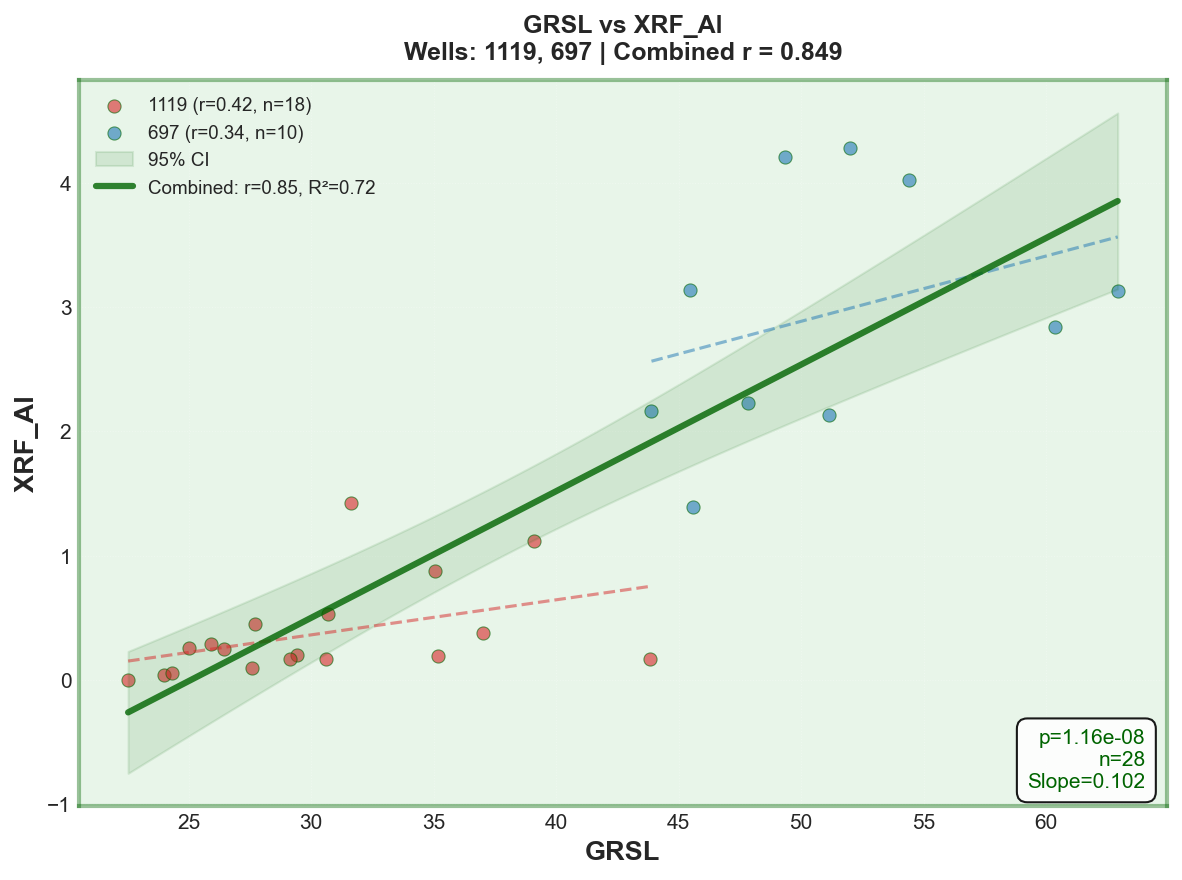 GRSL vs XRF_Al
Wells: 1119, 697 | Combined r = 0.849
1119 (r=0.42, n=18)
697 (r=0.34, n=10)
95% CI
Combined: r=0.85, R²=0.72
XRF_Al
4
3
2
1
0
−1
p=1.16e-08
n=28
Slope=0.102
25 30 35 40 45 50 55 60
GRSL